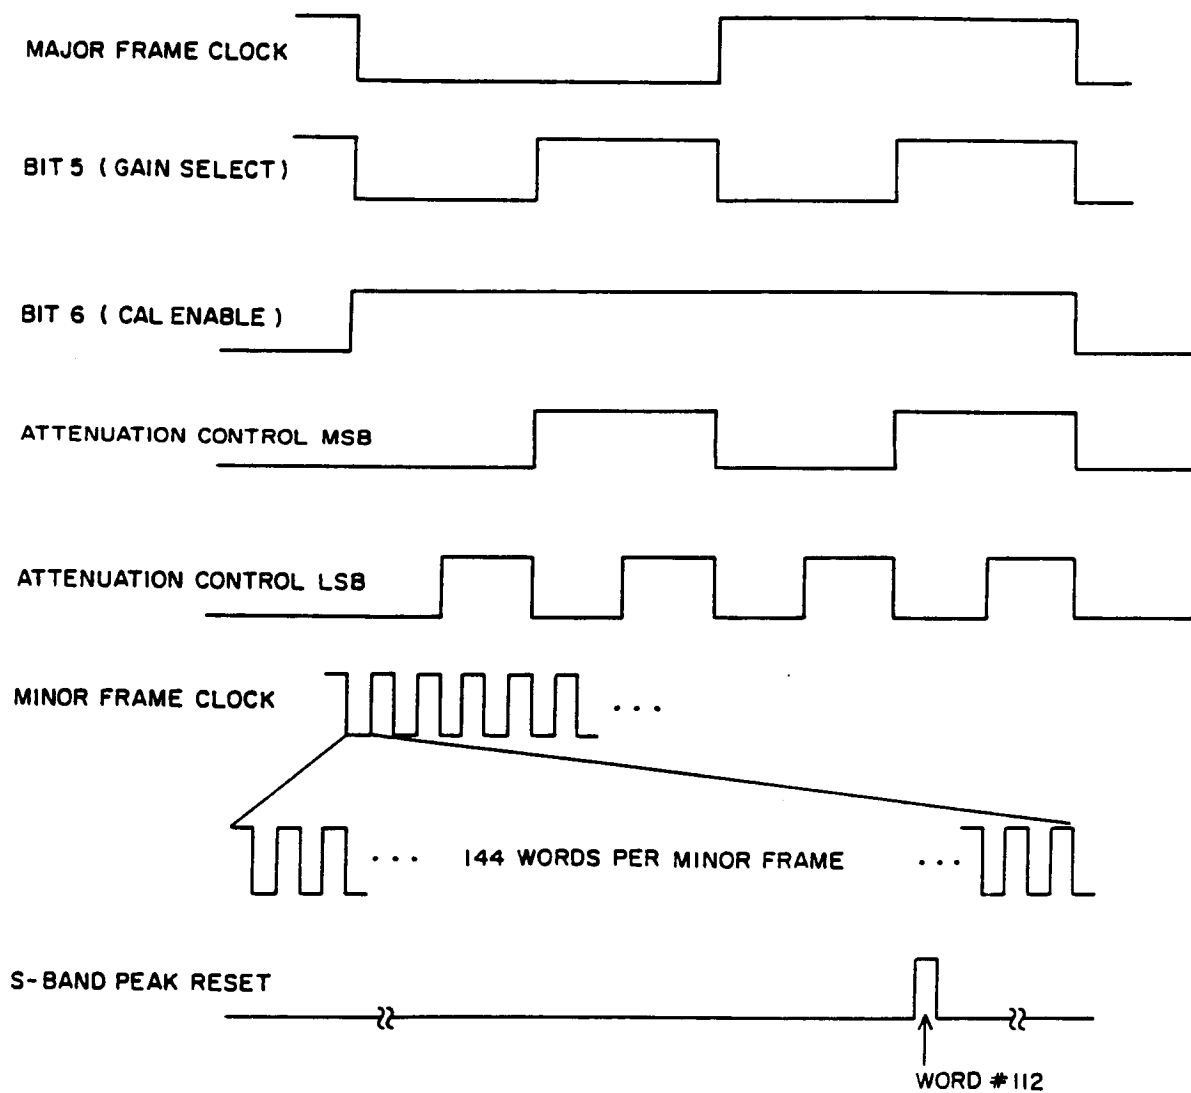 MAJOR FRAME CLOCK
BIT 5 ( GAIN SELECT )
BIT 6 ( CAL ENABLE )
ATTENUATION CONTROL MSB
ATTENUATION CONTROL LSB
MINOR FRAME CLOCK
. . .
. . . 144 WORDS PER MINOR FRAME . . .
S-BAND PEAK RESET
WORD #112